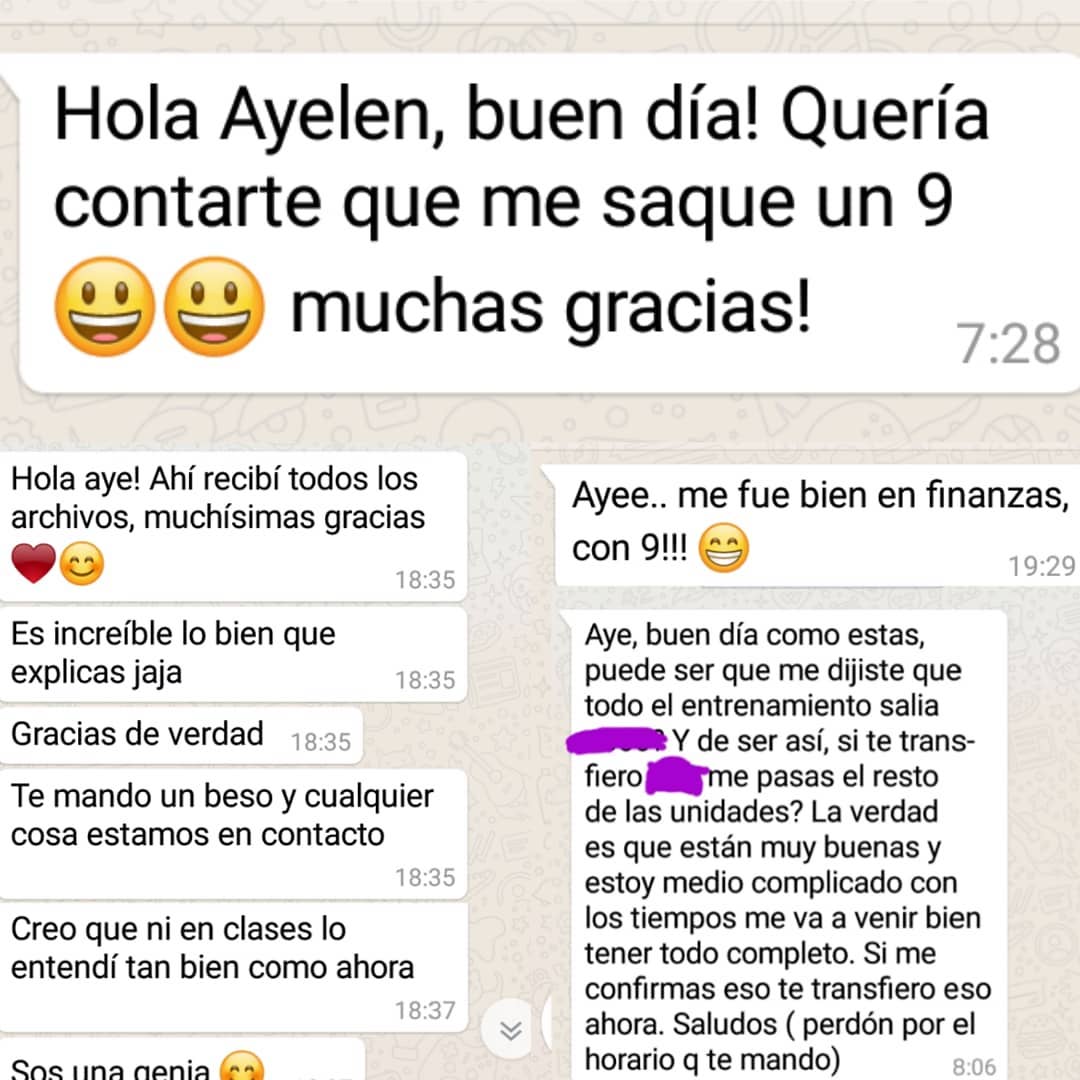 Hola Ayelen, buen día! Quería
contarte que me saque un 9
😃😃 muchas gracias!
7:28
Hola aye! Ahí recibí todos los
archivos, muchísimas gracias
❤️😊
18:35
Es increíble lo bien que
explicas jaja
18:35
Gracias de verdad 18:35
Te mando un beso y cualquier
cosa estamos en contacto
18:35
Creo que ni en clases lo
entendí tan bien como ahora
18:37
Sos una genia 😊
Ayee.. me fue bien en finanzas,
con 9!!! 😁
19:29
Aye, buen día como estas,
puede ser que me dijiste que
todo el entrenamiento salia
? Y de ser así, si te trans-
fiero me pasas el resto
de las unidades? La verdad
es que están muy buenas y
estoy medio complicado con
los tiempos me va a venir bien
tener todo completo. Si me
confirmas eso te transfiero eso
ahora. Saludos ( perdón por el
horario q te mando)
8:06